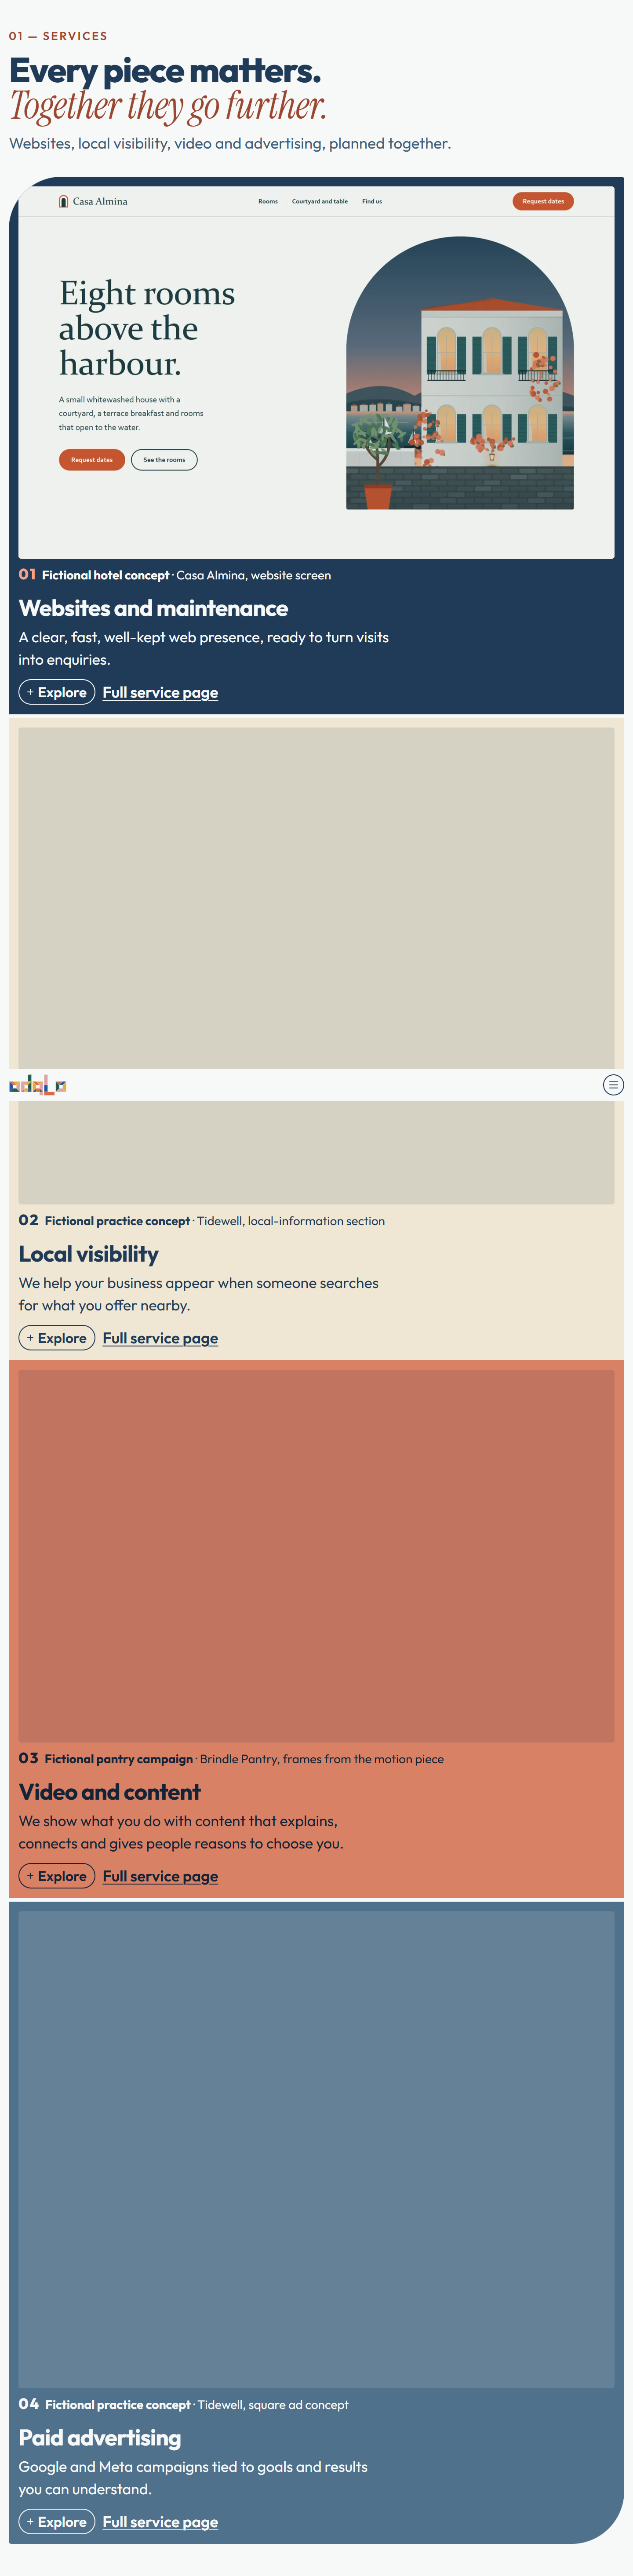 01 — SERVICES
Every piece matters.
Together they go further.
Websites, local visibility, video and advertising, planned together.
Casa Almina
Rooms
Courtyard and table
Find us
Request dates
Eight rooms
above the
harbour.
A small whitewashed house with a
courtyard, a terrace breakfast and rooms
that open to the water.
Request dates
See the rooms
01 Fictional hotel concept · Casa Almina, website screen
Websites and maintenance
A clear, fast, well-kept web presence, ready to turn visits
into enquiries.
+ Explore
Full service page
adalo
02 Fictional practice concept · Tidewell, local-information section
Local visibility
We help your business appear when someone searches
for what you offer nearby.
+ Explore
Full service page
03 Fictional pantry campaign · Brindle Pantry, frames from the motion piece
Video and content
We show what you do with content that explains,
connects and gives people reasons to choose you.
+ Explore
Full service page
04 Fictional practice concept · Tidewell, square ad concept
Paid advertising
Google and Meta campaigns tied to goals and results
you can understand.
+ Explore
Full service page